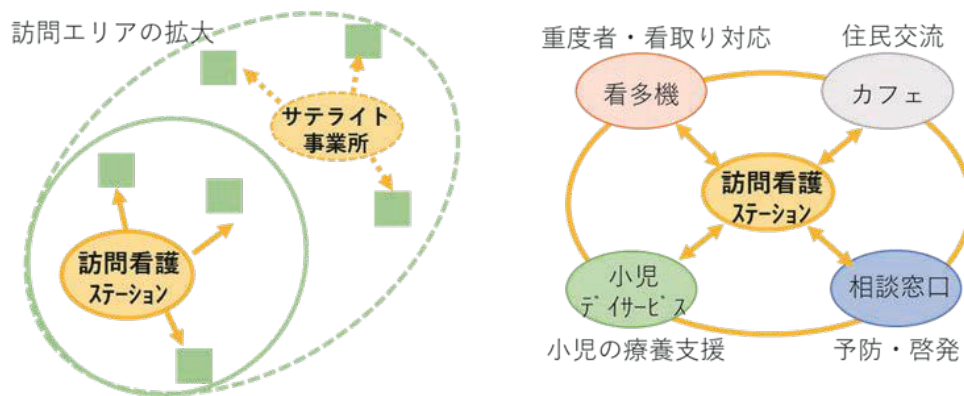 訪問エリアの拡大
サテライト
事業所
訪問看護
ステーション
重度者・看取り対応
住民交流
看多機
カフェ
訪問看護
ステーション
小児
デイサービス
相談窓口
小児の療養支援
予防・啓発